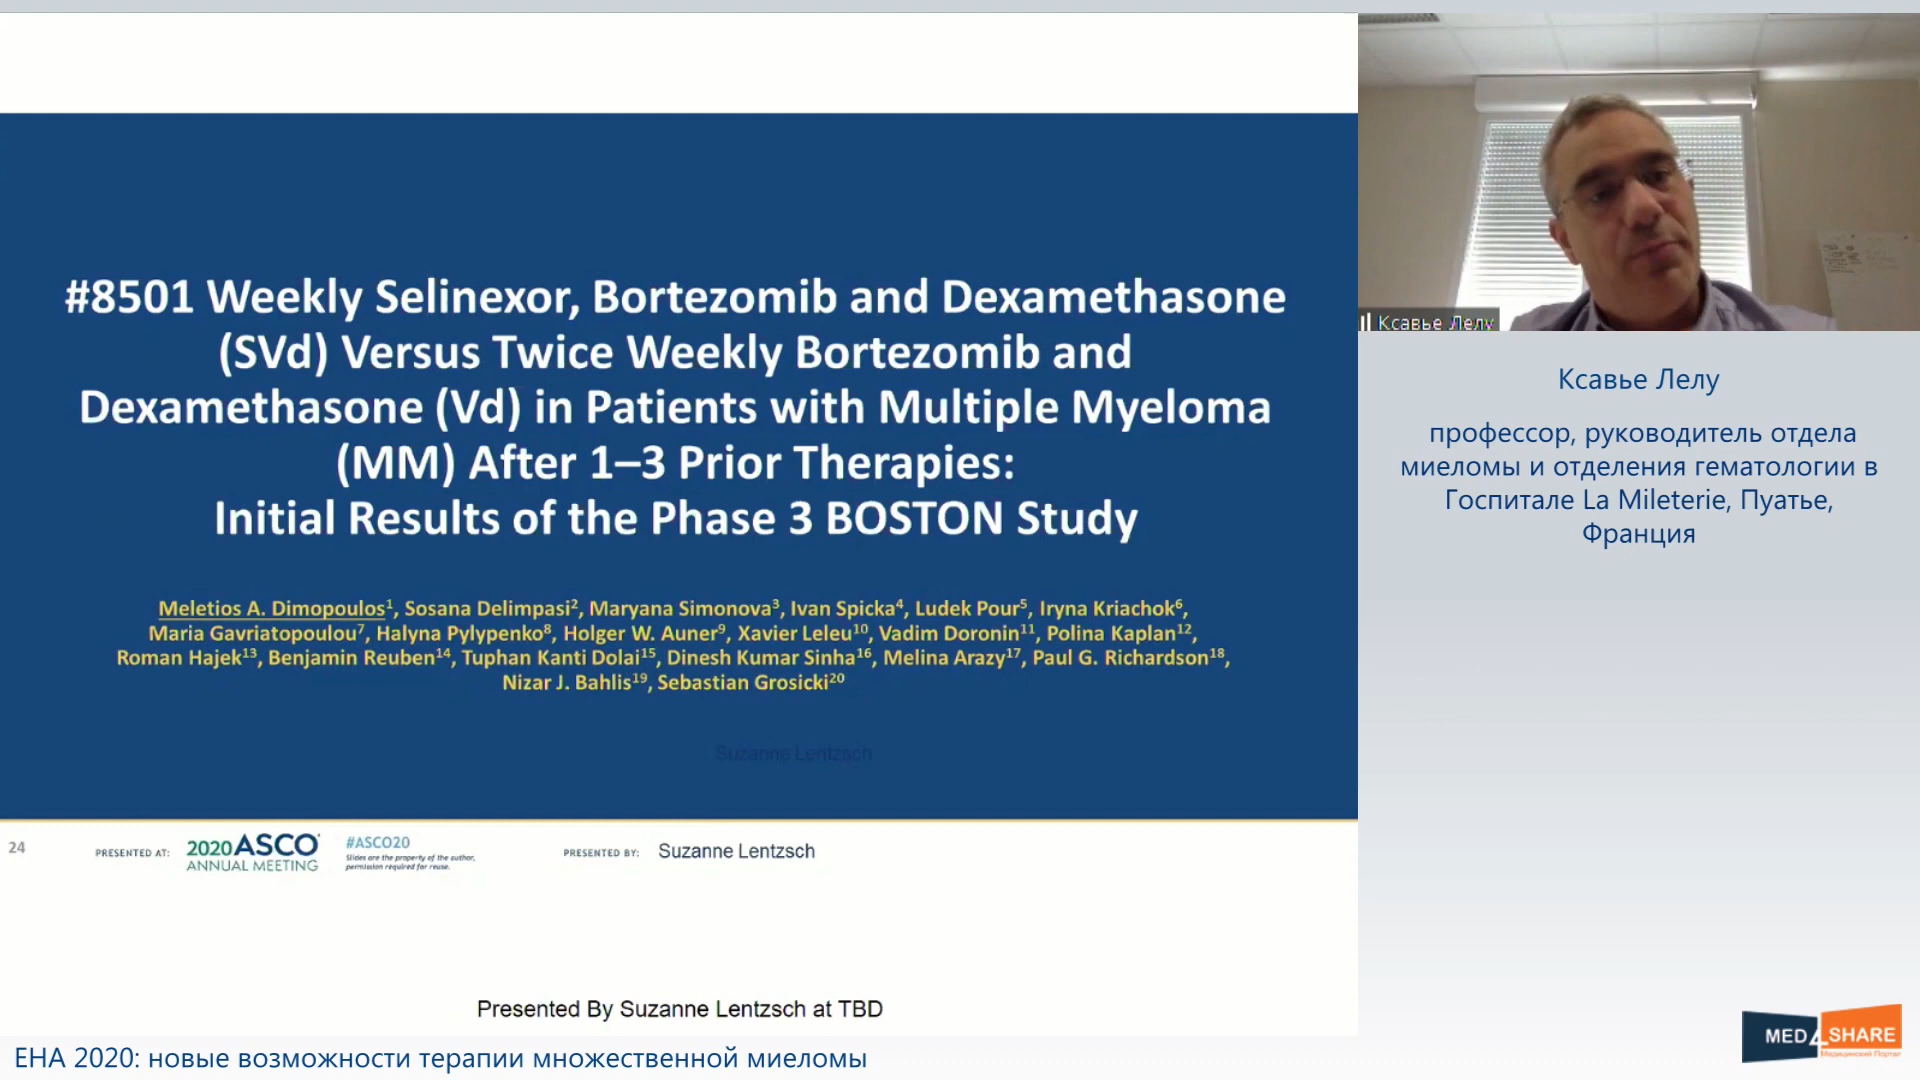 #8501 Weekly Selinexor, Bortezomib and Dexamethasone
(SVd) Versus Twice Weekly Bortezomib and
Dexamethasone (Vd) in Patients with Multiple Myeloma
(MM) After 1–3 Prior Therapies:
Initial Results of the Phase 3 BOSTON Study
Meletios A. Dimopoulos¹, Sosana Delimpasi², Maryana Simonova³, Ivan Spicka⁴, Ludek Pour⁵, Iryna Kriachok⁶,
Maria Gavriatopoulou⁷, Halyna Pylypenko⁸, Holger W. Auner⁹, Xavier Leleu¹⁰, Vadim Doronin¹¹, Polina Kaplan¹²,
Roman Hajek¹³, Benjamin Reuben¹⁴, Tuphan Kanti Dolai¹⁵, Dinesh Kumar Sinha¹⁶, Melina Arazy¹⁷, Paul G. Richardson¹⁸,
Nizar J. Bahlis¹⁹, Sebastian Grosicki²⁰
Suzanne Lentzsch
24
PRESENTED AT:
2020 ASCO
ANNUAL MEETING
#ASCO20
Slides are the property of the author,
permission required for reuse.
PRESENTED BY:
Suzanne Lentzsch
Presented By Suzanne Lentzsch at TBD
Ксавье Лелу
Ксавье Лелу
профессор, руководитель отдела
миеломы и отделения гематологии в
Госпитале La Mileterie, Пуатье,
Франция
EHA 2020: новые возможности терапии множественной миеломы
MED4SHARE
Медицинский Портал